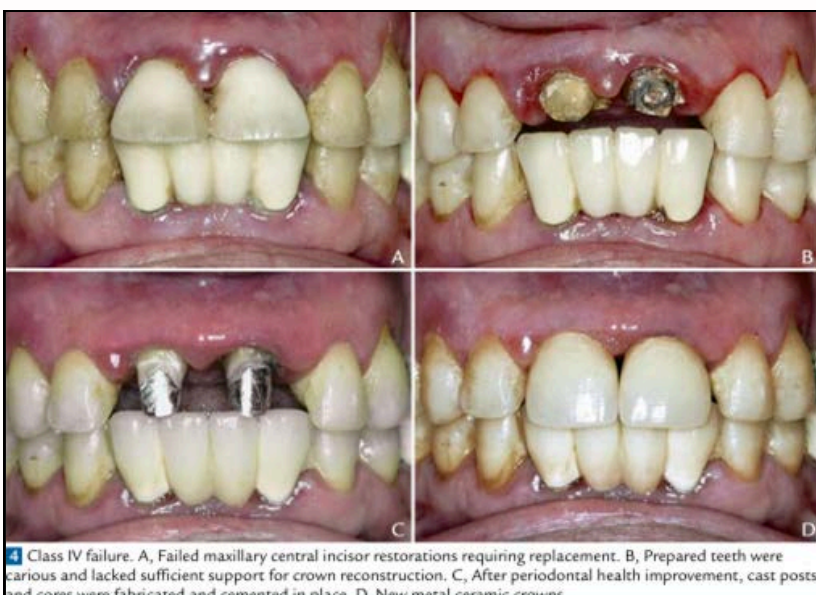 A
B
C
D
4 Class IV failure. A, Failed maxillary central incisor restorations requiring replacement. B, Prepared teeth were
carious and lacked sufficient support for crown reconstruction. C, After periodontal health improvement, cast posts
and cores were fabricated and cemented in place. D, New metal ceramic crowns.